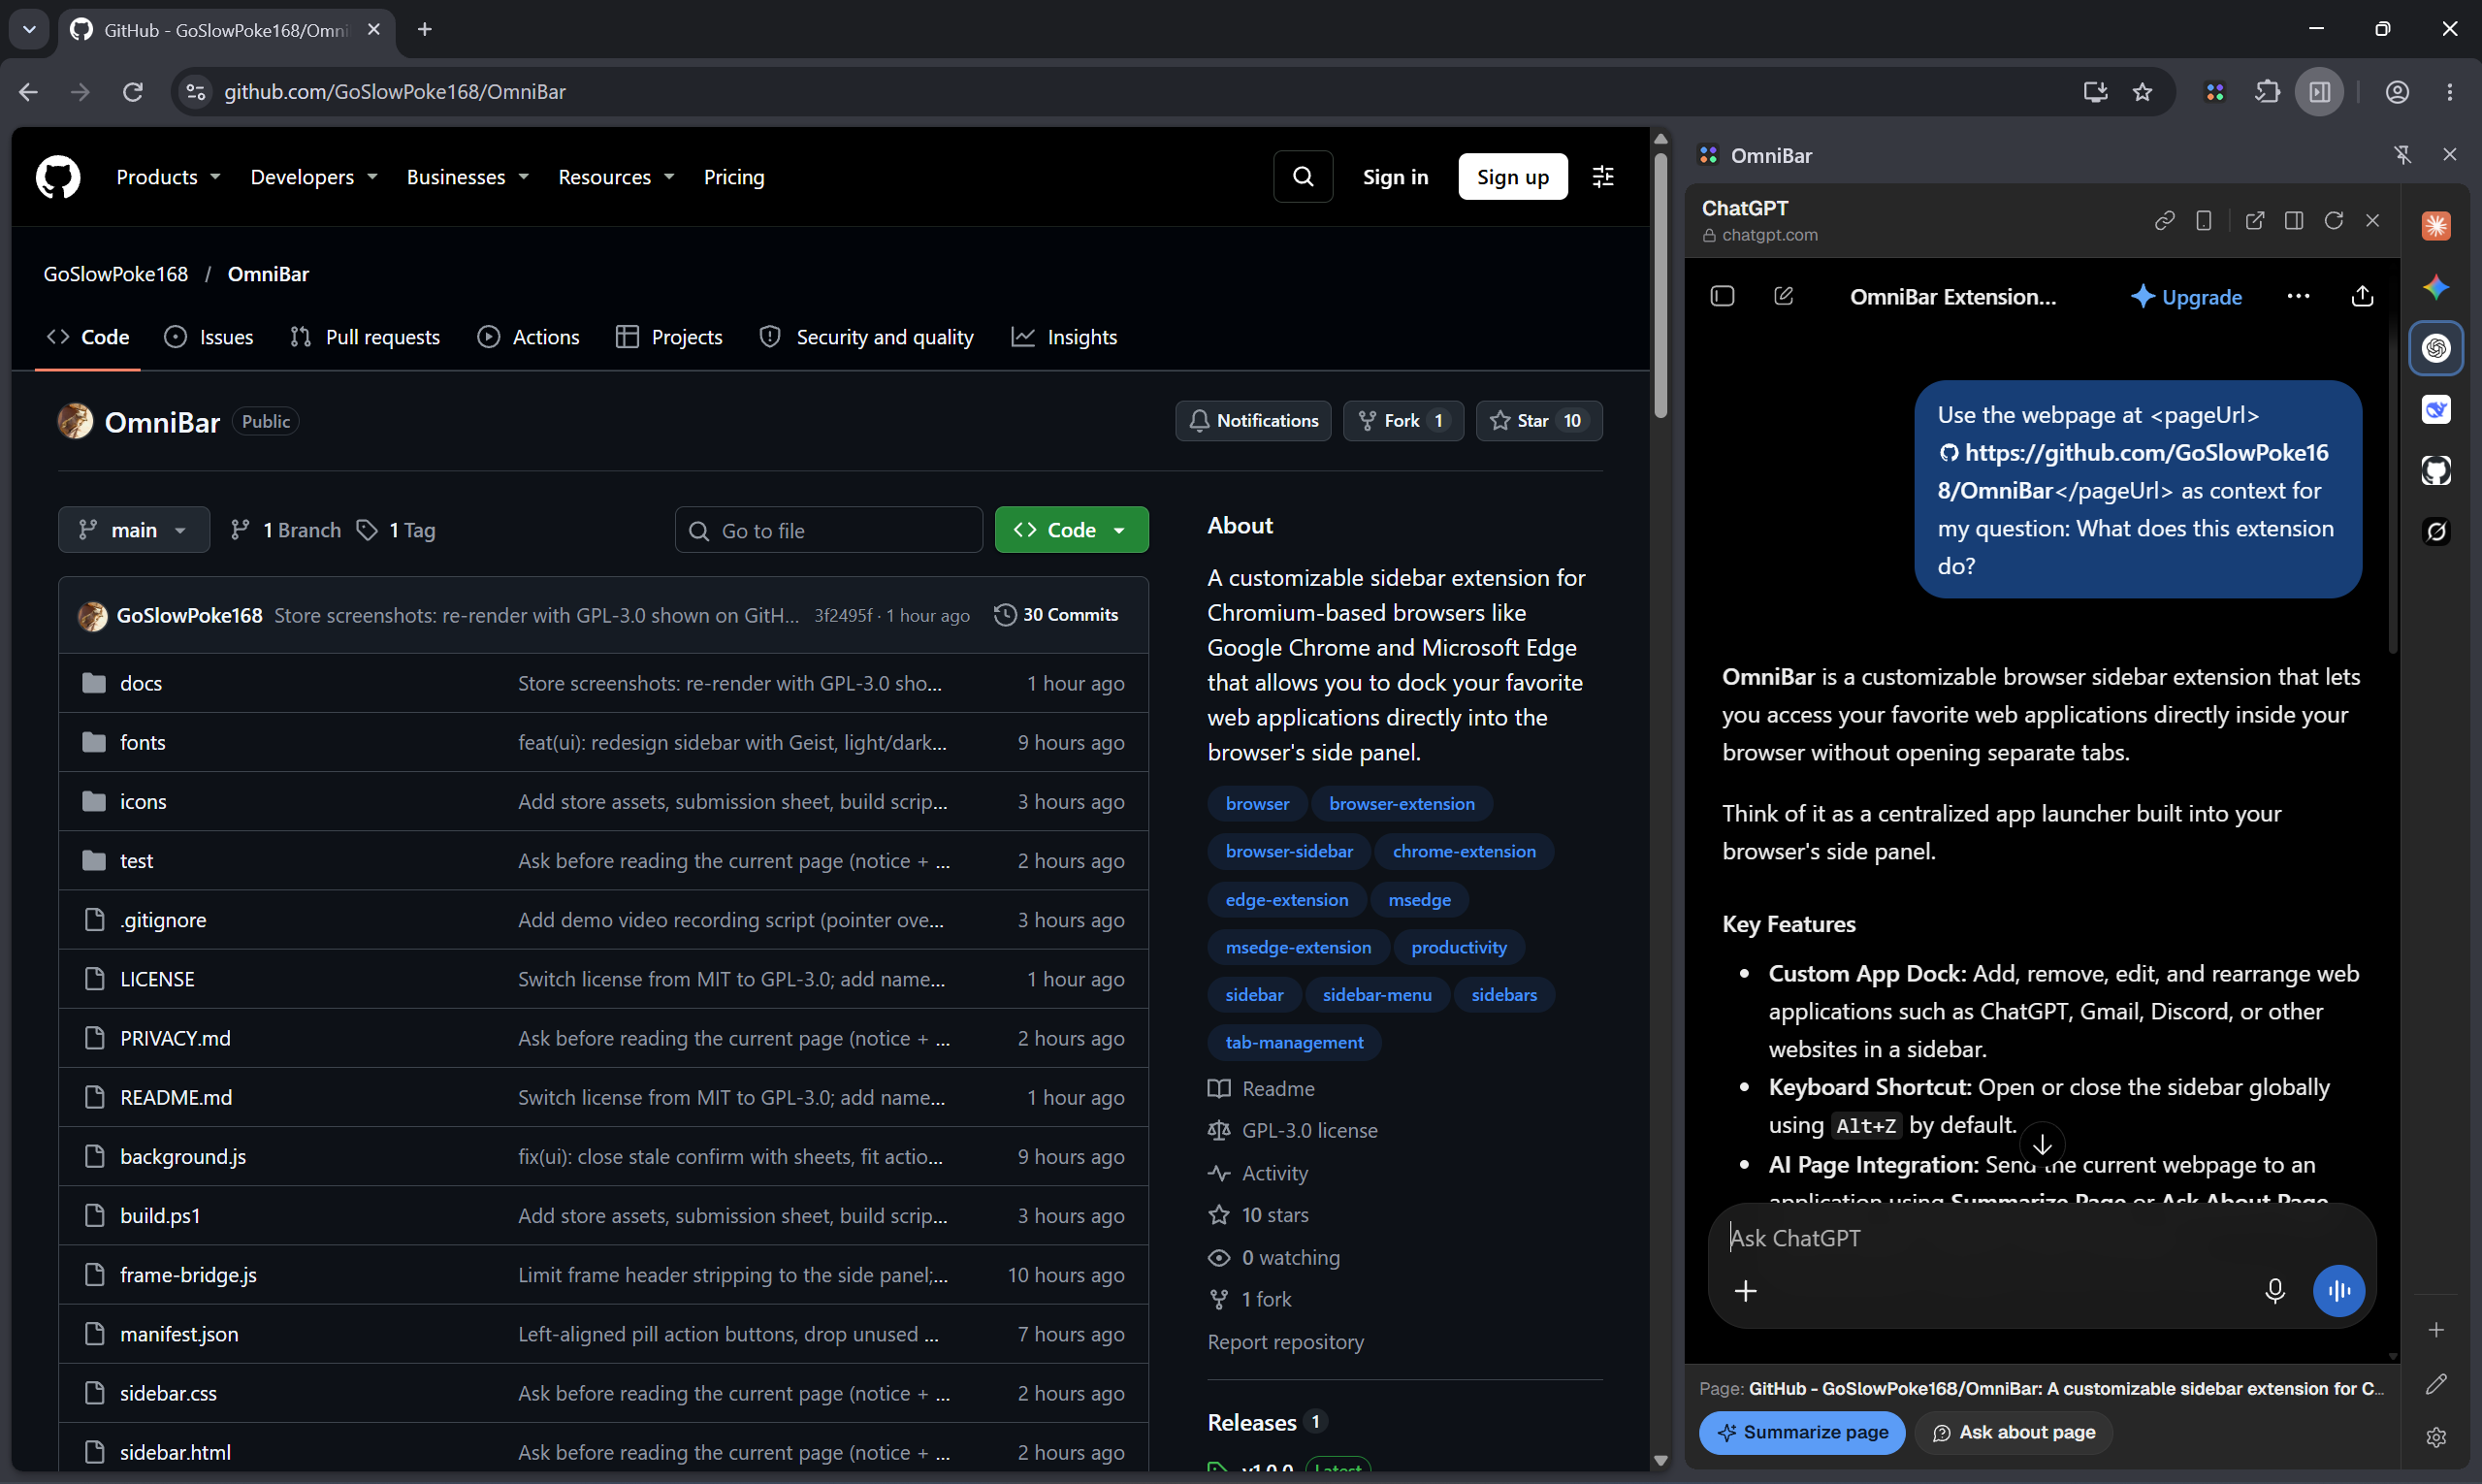 GitHub - GoSlowPoke168/Omni
github.com/GoSlowPoke168/OmniBar
Products
Developers
Businesses
Resources
Pricing
Sign in
Sign up
GoSlowPoke168 / OmniBar
Code
Issues
Pull requests
Actions
Projects
Security and quality
Insights
OmniBar Public
Notifications
Fork 1
Star 10
main
1 Branch
1 Tag
Go to file
Code
GoSlowPoke168 Store screenshots: re-render with GPL-3.0 shown on GitH... 3f2495f · 1 hour ago 30 Commits
docs Store screenshots: re-render with GPL-3.0 sho... 1 hour ago
fonts feat(ui): redesign sidebar with Geist, light/dark... 9 hours ago
icons Add store assets, submission sheet, build scrip... 3 hours ago
test Ask before reading the current page (notice + ... 2 hours ago
.gitignore Add demo video recording script (pointer ove... 3 hours ago
LICENSE Switch license from MIT to GPL-3.0; add name... 1 hour ago
PRIVACY.md Ask before reading the current page (notice + ... 2 hours ago
README.md Switch license from MIT to GPL-3.0; add name... 1 hour ago
background.js fix(ui): close stale confirm with sheets, fit actio... 9 hours ago
build.ps1 Add store assets, submission sheet, build scrip... 3 hours ago
frame-bridge.js Limit frame header stripping to the side panel;... 10 hours ago
manifest.json Left-aligned pill action buttons, drop unused ... 7 hours ago
sidebar.css Ask before reading the current page (notice + ... 2 hours ago
sidebar.html Ask before reading the current page (notice + ... 2 hours ago
About
A customizable sidebar extension for
Chromium-based browsers like
Google Chrome and Microsoft Edge
that allows you to dock your favorite
web applications directly into the
browser's side panel.
browser browser-extension
browser-sidebar chrome-extension
edge-extension msedge
msedge-extension productivity
sidebar sidebar-menu sidebars
tab-management
Readme
GPL-3.0 license
Activity
10 stars
0 watching
1 fork
Report repository
Releases 1
v1.0.0 Latest
OmniBar
ChatGPT
chatgpt.com
OmniBar Extension...
Upgrade
Use the webpage at <pageUrl>
https://github.com/GoSlowPoke16
8/OmniBar</pageUrl> as context for
my question: What does this extension
do?
OmniBar is a customizable browser sidebar extension that lets
you access your favorite web applications directly inside your
browser without opening separate tabs.
Think of it as a centralized app launcher built into your
browser's side panel.
Key Features
• Custom App Dock: Add, remove, edit, and rearrange web
applications such as ChatGPT, Gmail, Discord, or other
websites in a sidebar.
• Keyboard Shortcut: Open or close the sidebar globally
using Alt+Z by default.
• AI Page Integration: Send the current webpage to an
application using Summarize Page or Ask About Page
Ask ChatGPT
Page: GitHub - GoSlowPoke168/OmniBar: A customizable sidebar extension for C...
Summarize page
Ask about page